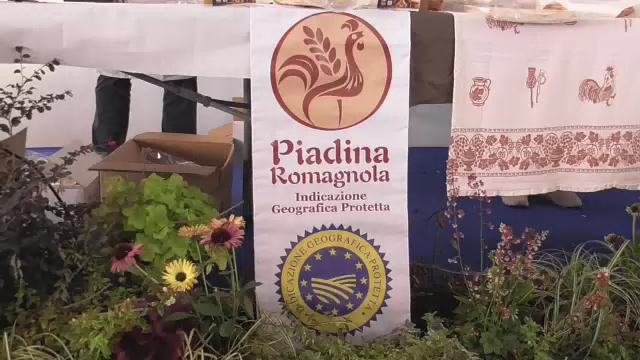 Piadina
Romagnola
Indicazione
Geografica Protetta
INDICAZIONE GEOGRAFICA PROTETTA